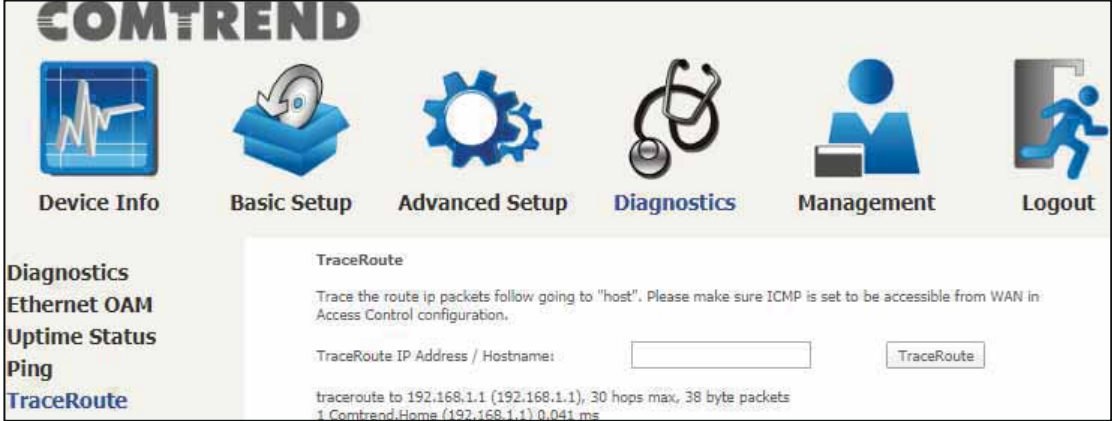 COMTREND
Device Info
Basic Setup
Advanced Setup
Diagnostics
Management
Logout
Diagnostics
Ethernet OAM
Uptime Status
Ping
TraceRoute
TraceRoute
Trace the route ip packets follow going to "host". Please make sure ICMP is set to be accessible from WAN in
Access Control configuration.
TraceRoute IP Address / Hostname:
TraceRoute
traceroute to 192.168.1.1 (192.168.1.1), 30 hops max, 38 byte packets
1 Comtrend.Home (192.168.1.1) 0.041 ms